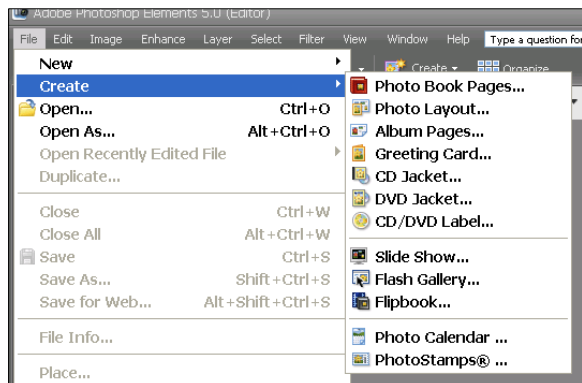 Adobe Photoshop Elements 5.0 (Editor)
File Edit Image Enhance Layer Select Filter View Window Help Type a question for
Create Organize
New
Create
Open... Ctrl+O
Open As... Alt+Ctrl+O
Open Recently Edited File
Duplicate...
Close Ctrl+W
Close All Alt+Ctrl+W
Save Ctrl+S
Save As... Shift+Ctrl+S
Save for Web... Alt+Shift+Ctrl+S
File Info...
Place...
Photo Book Pages...
Photo Layout...
Album Pages...
Greeting Card...
CD Jacket...
DVD Jacket...
CD/DVD Label...
Slide Show...
Flash Gallery...
Flipbook...
Photo Calendar ...
PhotoStamps® ...